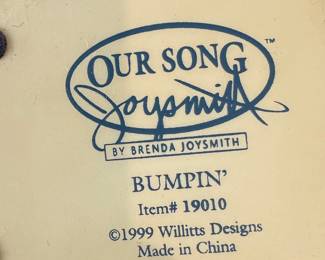 OUR SONG™
Joysmith
BY BRENDA JOYSMITH
BUMPIN'
Item# 19010
©1999 Willitts Designs
Made in China